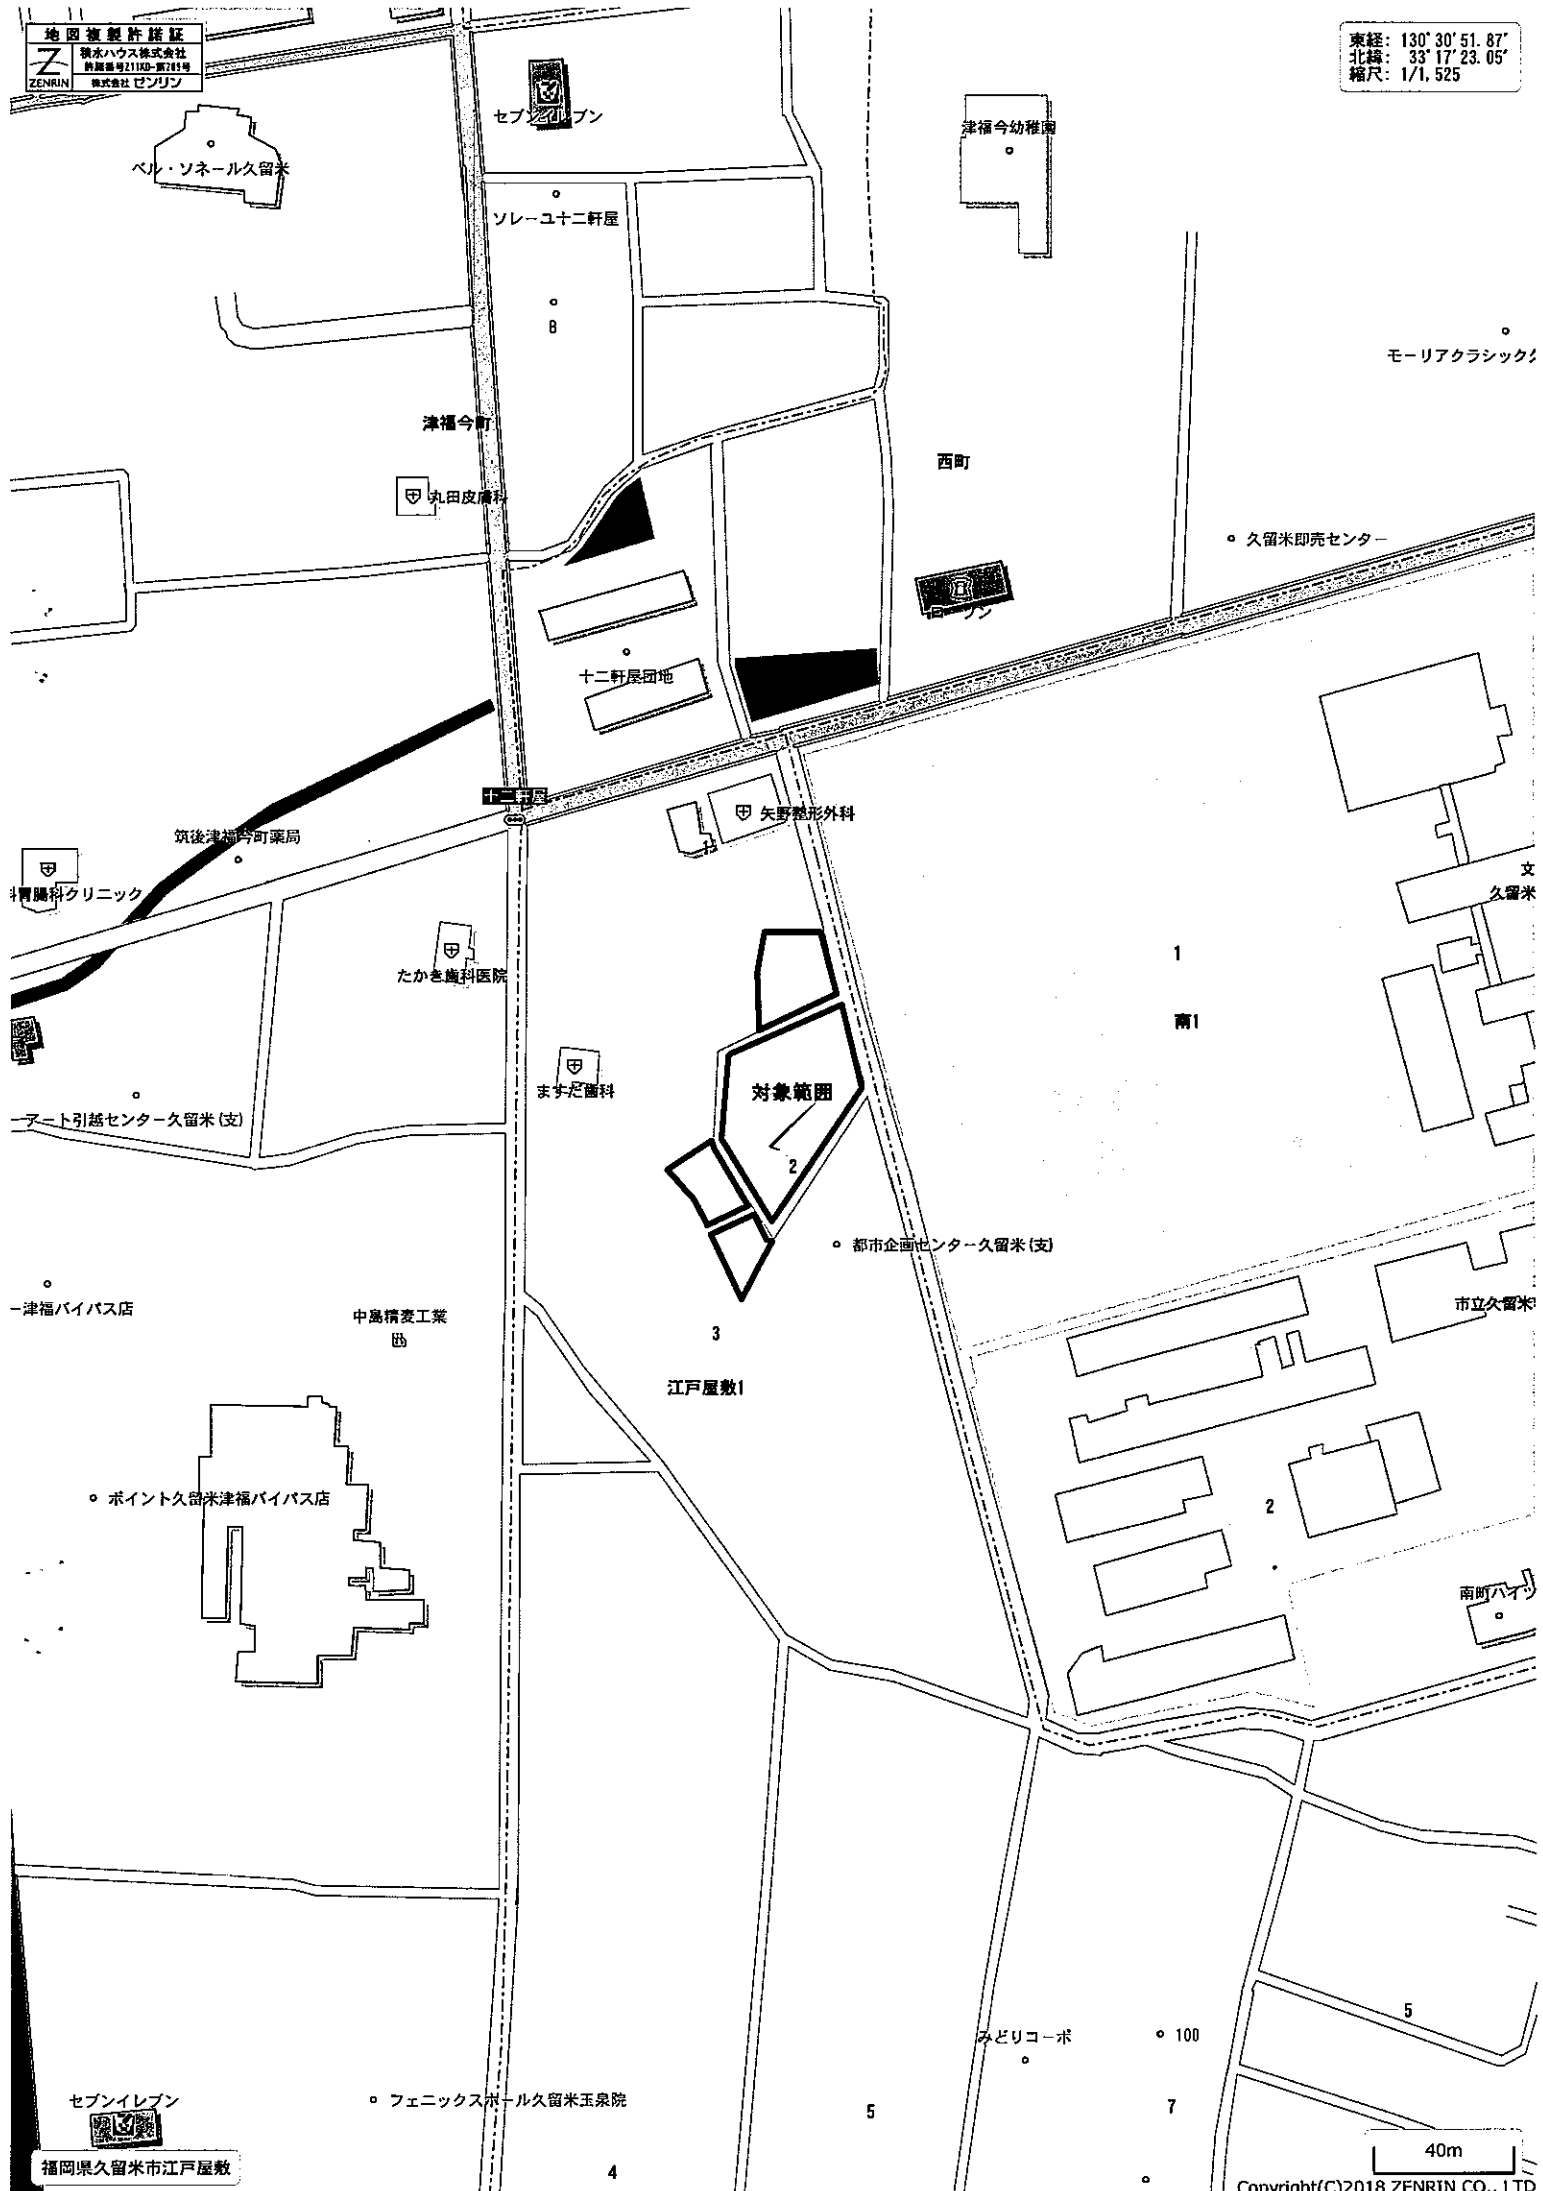 地図複製許諾証
積水ハウス株式会社
ZENRIN
株式会社 ゼンリン
東経: 130°30′51.87″
北緯: 33°17′23.05″
縮尺: 1/1,525
セブンイレブン
津福今幼稚園
ベル・ソネール久留米
ソレーユ十二軒屋
8
モーリアクラシック
津福今町
西町
丸田皮膚科
久留米即売センター
ローソン
十二軒屋団地
十二軒屋
矢野整形外科
筑後津福今町薬局
文
科胃腸科クリニック
久留米
1
たかき歯科医院
南1
対象範囲
ますだ歯科
ーアート引越センター久留米(支)
2
都市企画センター久留米(支)
ー津福バイパス店
市立久留米
中島精麦工業
3
江戸屋敷1
ポイント久留米津福バイパス店
2
南町ハイツ
5
みどりコーポ
100
セブンイレブン
フェニックスホール久留米玉泉院
7
5
40m
福岡県久留米市江戸屋敷
4
Copyright(C)2018 ZENRIN CO., LTD